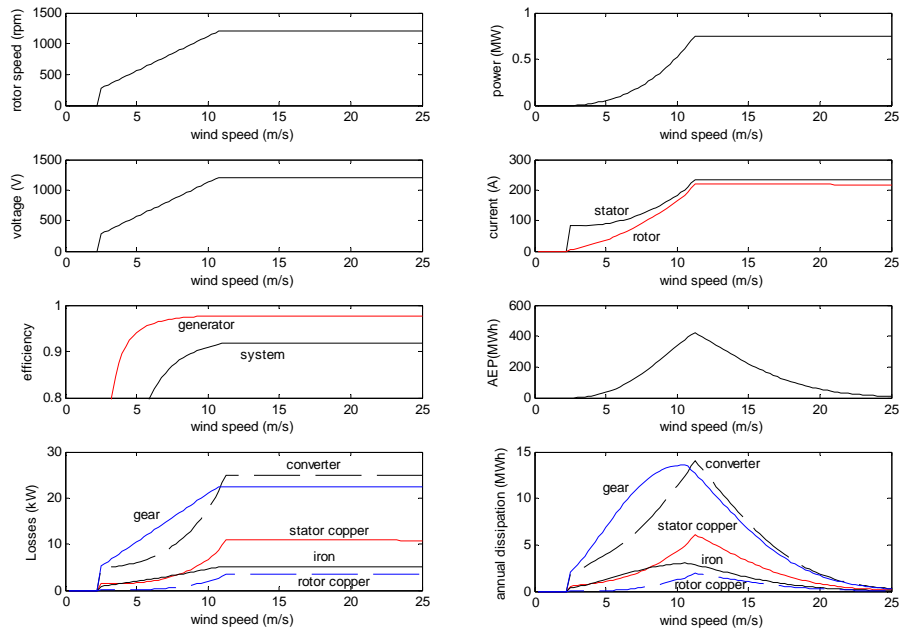 rotor speed (rpm)
1500
1000
500
0
0 5 10 15 20 25
wind speed (m/s)
power (MW)
1
0.5
0
0 5 10 15 20 25
wind speed (m/s)
voltage (V)
1500
1000
500
0
0 5 10 15 20 25
wind speed (m/s)
current (A)
300
200
100
0
stator
rotor
0 5 10 15 20 25
wind speed (m/s)
efficiency
1
0.9
0.8
generator
system
0 5 10 15 20 25
wind speed (m/s)
AEP(MWh)
600
400
200
0
0 5 10 15 20 25
wind speed (m/s)
Losses (kW)
30
20
10
0
converter
gear
stator copper
iron
rotor copper
0 5 10 15 20 25
wind speed (m/s)
annual dissipation (MWh)
15
10
5
0
converter
gear
stator copper
iron
rotor copper
0 5 10 15 20 25
wind speed (m/s)